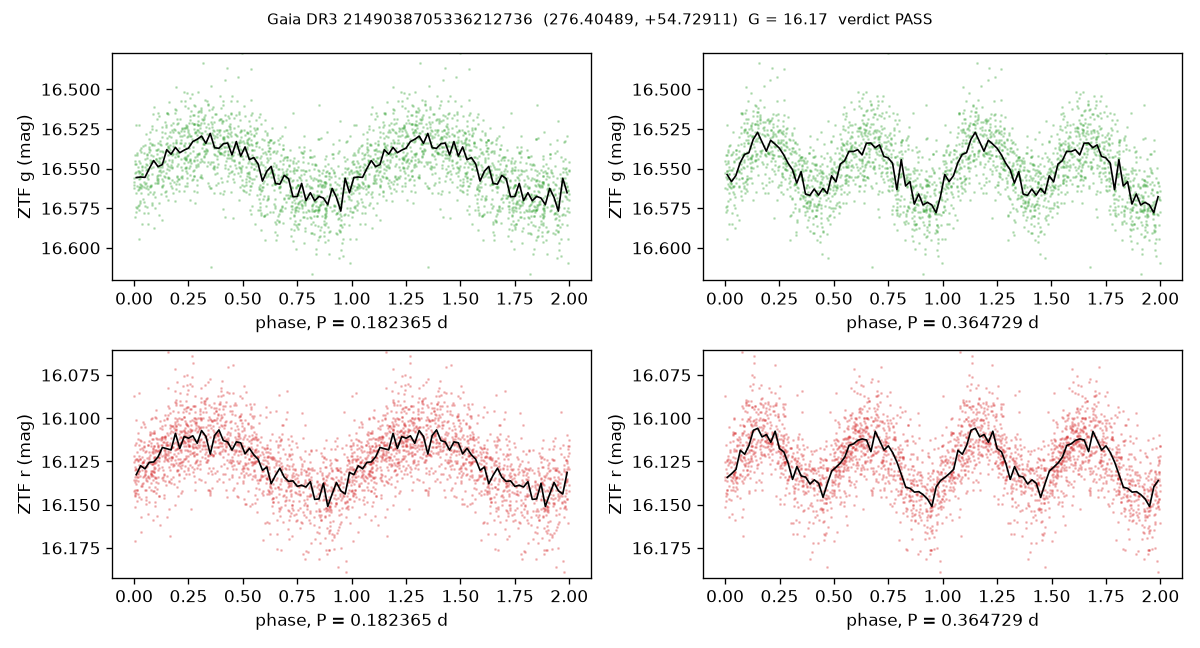 Gaia DR3 2149038705336212736 (276.40489, +54.72911) G = 16.17 verdict PASS
ZTF g (mag)
16.500
16.525
16.550
16.575
16.600
0.00 0.25 0.50 0.75 1.00 1.25 1.50 1.75 2.00
phase, P = 0.182365 d
ZTF g (mag)
16.500
16.525
16.550
16.575
16.600
0.00 0.25 0.50 0.75 1.00 1.25 1.50 1.75 2.00
phase, P = 0.364729 d
ZTF r (mag)
16.075
16.100
16.125
16.150
16.175
0.00 0.25 0.50 0.75 1.00 1.25 1.50 1.75 2.00
phase, P = 0.182365 d
ZTF r (mag)
16.075
16.100
16.125
16.150
16.175
0.00 0.25 0.50 0.75 1.00 1.25 1.50 1.75 2.00
phase, P = 0.364729 d